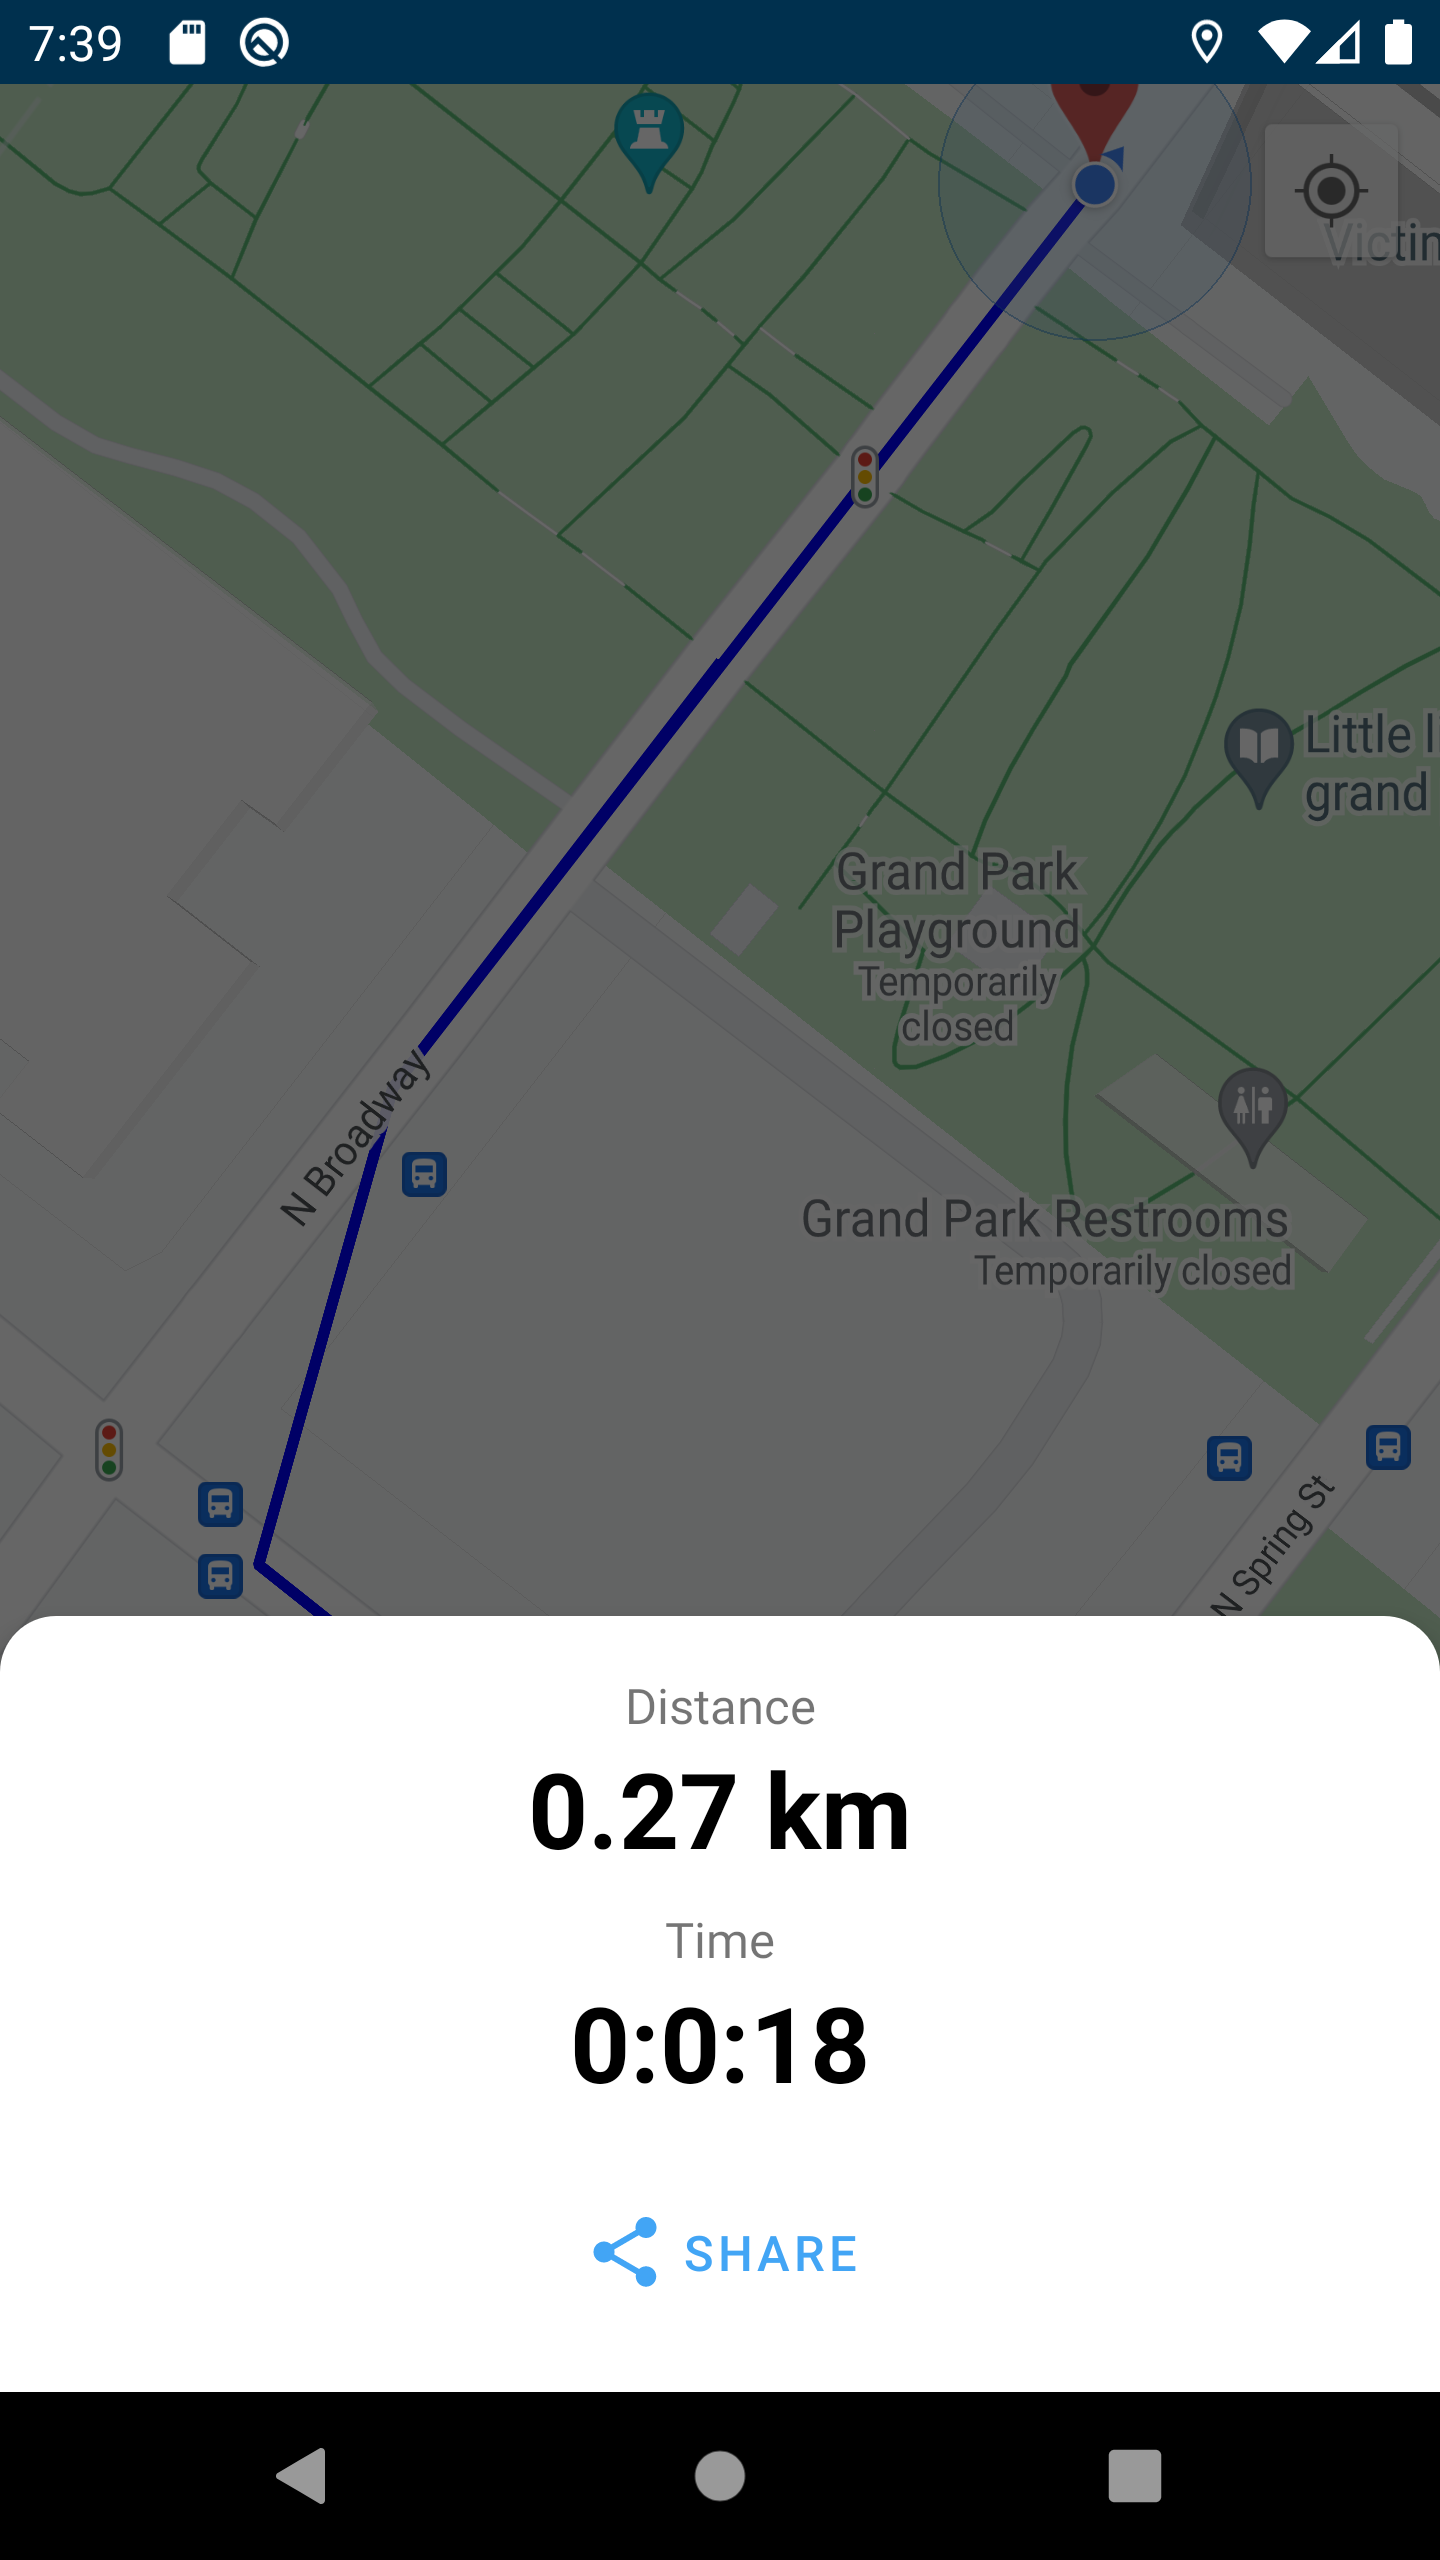 7:39
Victin
Little l
grand
Grand Park
Playground
Temporarily
closed
N Broadway
Grand Park Restrooms
Temporarily closed
N Spring St
Distance
0.27 km
Time
0:0:18
SHARE